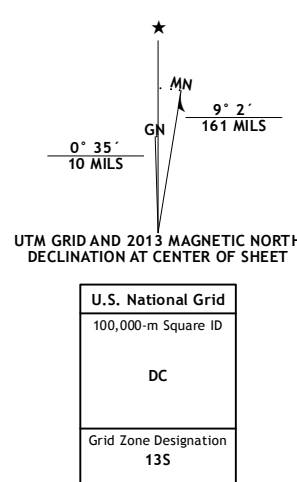 ★
MN
9° 2´
161 MILS
GN
0° 35´
10 MILS
UTM GRID AND 2013 MAGNETIC NORTH
DECLINATION AT CENTER OF SHEET
U.S. National Grid
100,000-m Square ID
DC
Grid Zone Designation
13S